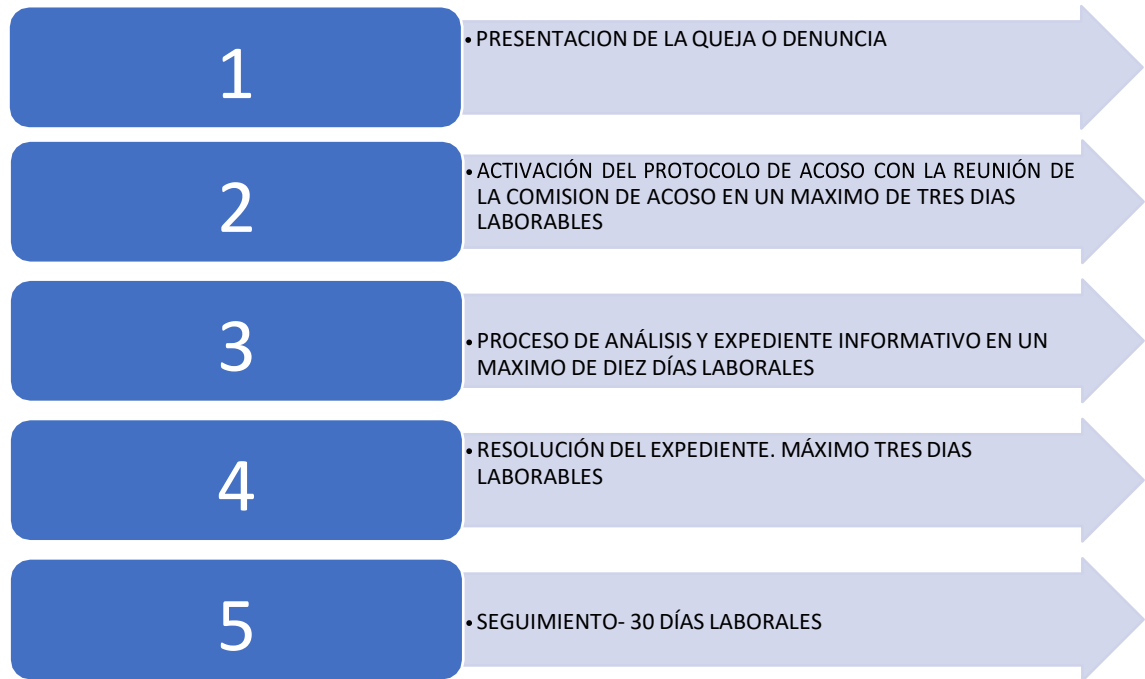 1
• PRESENTACION DE LA QUEJA O DENUNCIA
2
• ACTIVACIÓN DEL PROTOCOLO DE ACOSO CON LA REUNIÓN DE
LA COMISION DE ACOSO EN UN MAXIMO DE TRES DIAS
LABORABLES
3
• PROCESO DE ANÁLISIS Y EXPEDIENTE INFORMATIVO EN UN
MAXIMO DE DIEZ DÍAS LABORALES
4
• RESOLUCIÓN DEL EXPEDIENTE. MÁXIMO TRES DIAS
LABORABLES
5
• SEGUIMIENTO- 30 DÍAS LABORALES